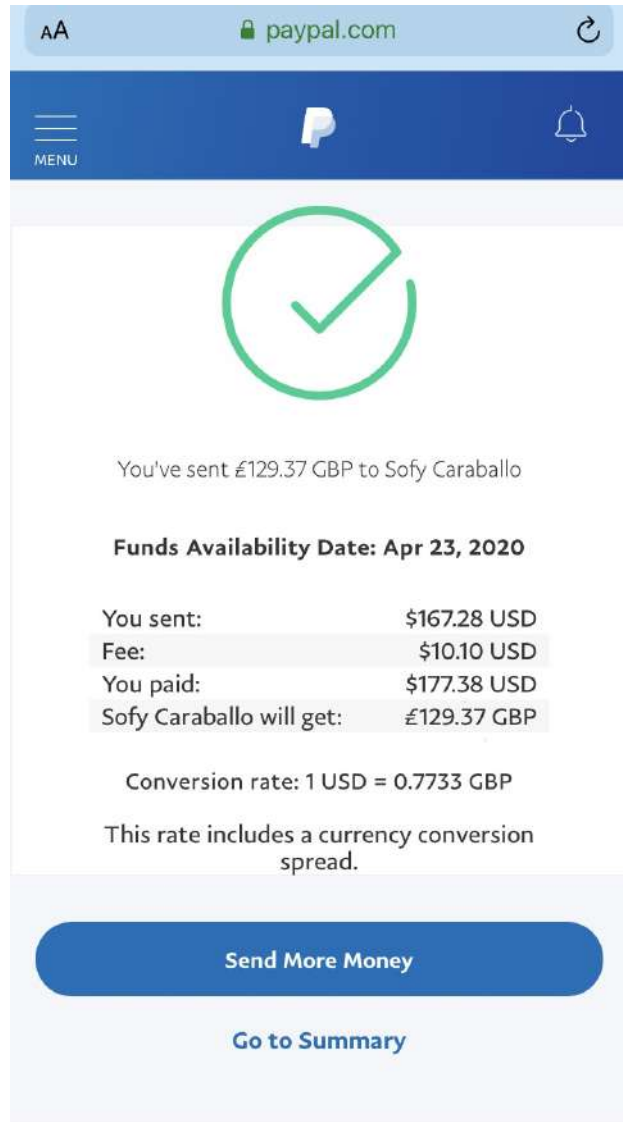 AA paypal.com
MENU
You've sent £129.37 GBP to Sofy Caraballo
Funds Availability Date: Apr 23, 2020
You sent: $167.28 USD
Fee: $10.10 USD
You paid: $177.38 USD
Sofy Caraballo will get: £129.37 GBP
Conversion rate: 1 USD = 0.7733 GBP
This rate includes a currency conversion
spread.
Send More Money
Go to Summary